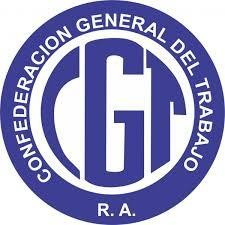 CONFEDERACION GENERAL DEL TRABAJO
CGT
R. A.